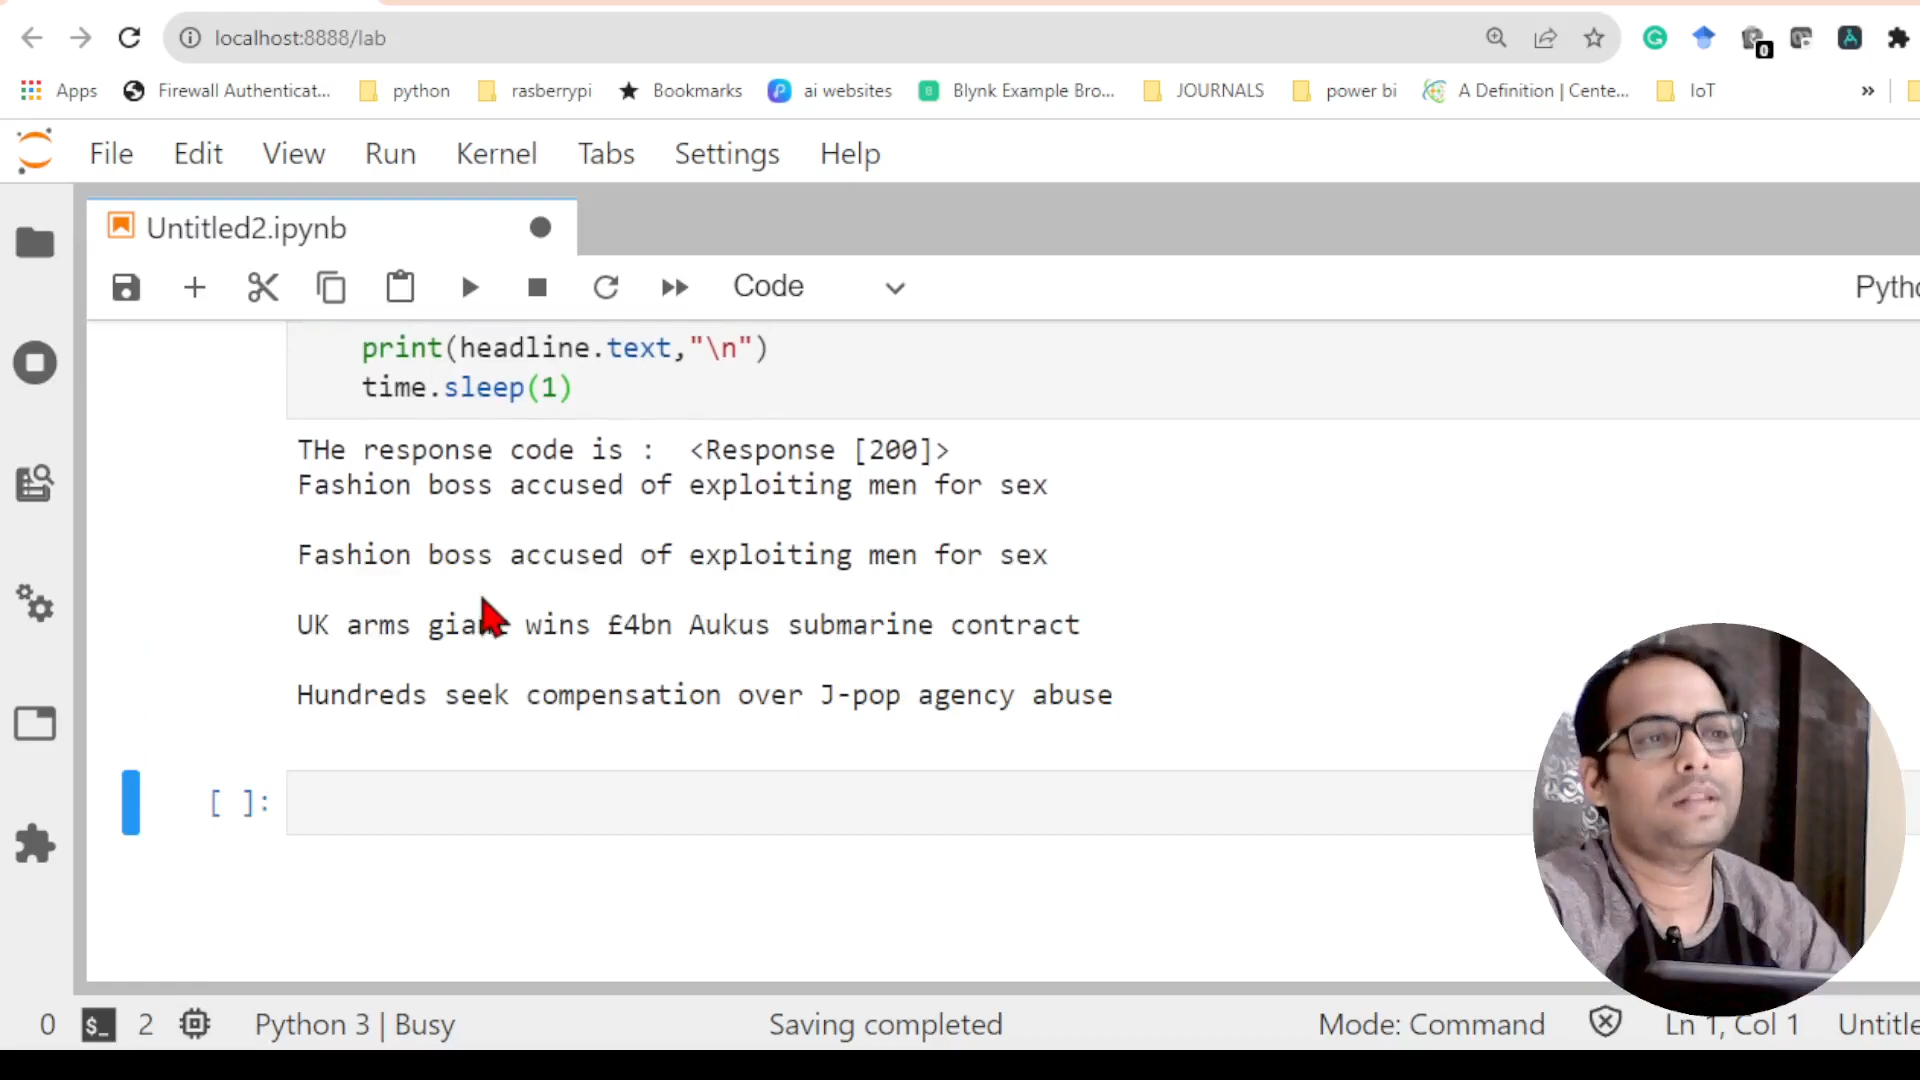 localhost:8888/lab
0
Apps Firewall Authenticat... python rasberrypi Bookmarks ai websites Blynk Example Bro... JOURNALS power bi A Definition | Cente... IoT »
File Edit View Run Kernel Tabs Settings Help
Untitled2.ipynb
Code
print(headline.text,"\n")
time.sleep(1)
THe response code is :  <Response [200]>
Fashion boss accused of exploiting men for sex
Fashion boss accused of exploiting men for sex
UK arms giant wins £4bn Aukus submarine contract
Hundreds seek compensation over J-pop agency abuse
[ ]:
0 $_ 2 Python 3 | Busy Saving completed Mode: Command Ln 1, Col 1